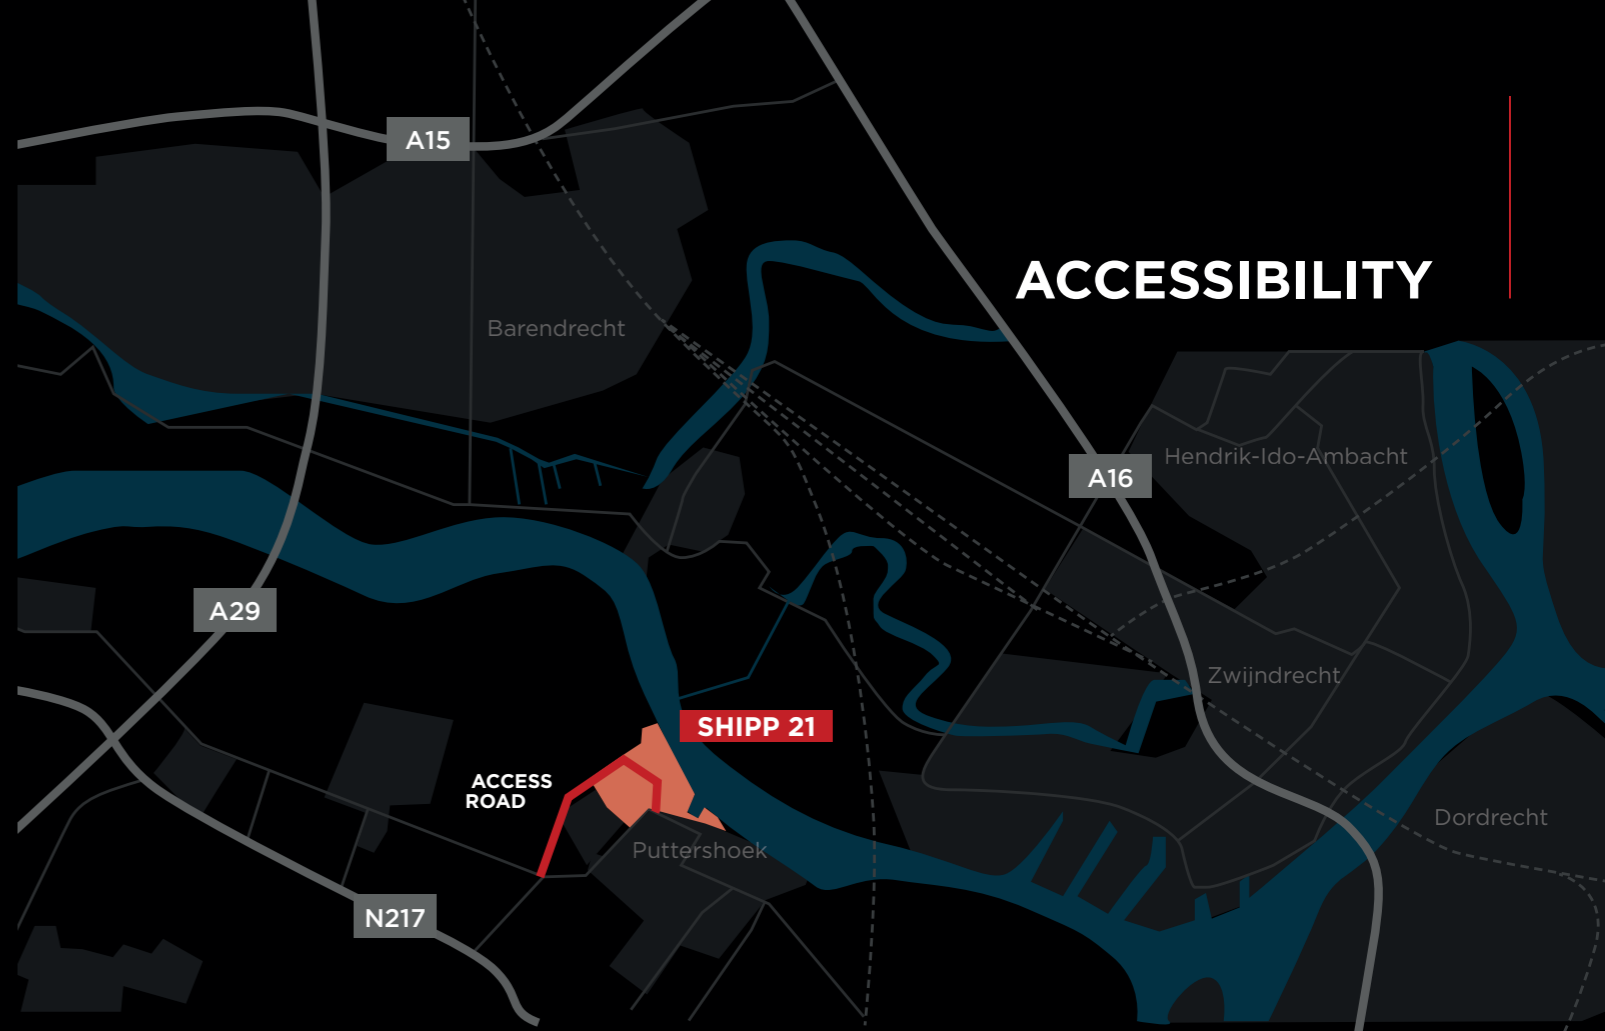 A15
ACCESSIBILITY
Barendrecht
Hendrik-Ido-Ambacht
A16
A29
Zwijndrecht
SHIPP 21
ACCESS
ROAD
Dordrecht
Puttershoek
N217